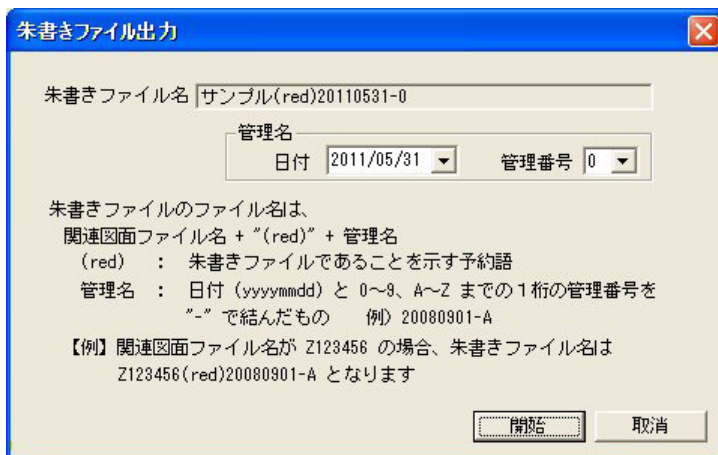 朱書きファイル出力
朱書きファイル名 サンプル(red)20110531-0
管理名
日付 2011/05/31 管理番号 0
朱書きファイルのファイル名は、
関連図面ファイル名 + "(red)" + 管理名
(red) : 朱書きファイルであることを示す予約語
管理名 : 日付 (yyyymmdd) と 0~9、A~Z までの1桁の管理番号を
"-" で結んだもの 例) 20080901-A
【例】関連図面ファイル名が Z123456 の場合、朱書きファイル名は
Z123456(red)20080901-A となります
開始 取消